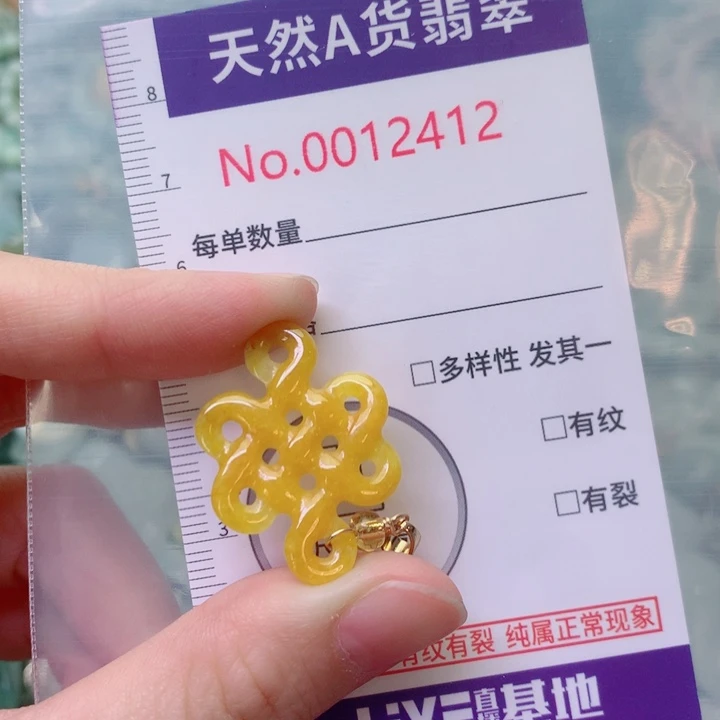 天然A货翡翠
8
No.0012412
7
每单数量
6
□多样性 发其一
□有纹
□有裂
3
有纹有裂 纯属正常现象
基地